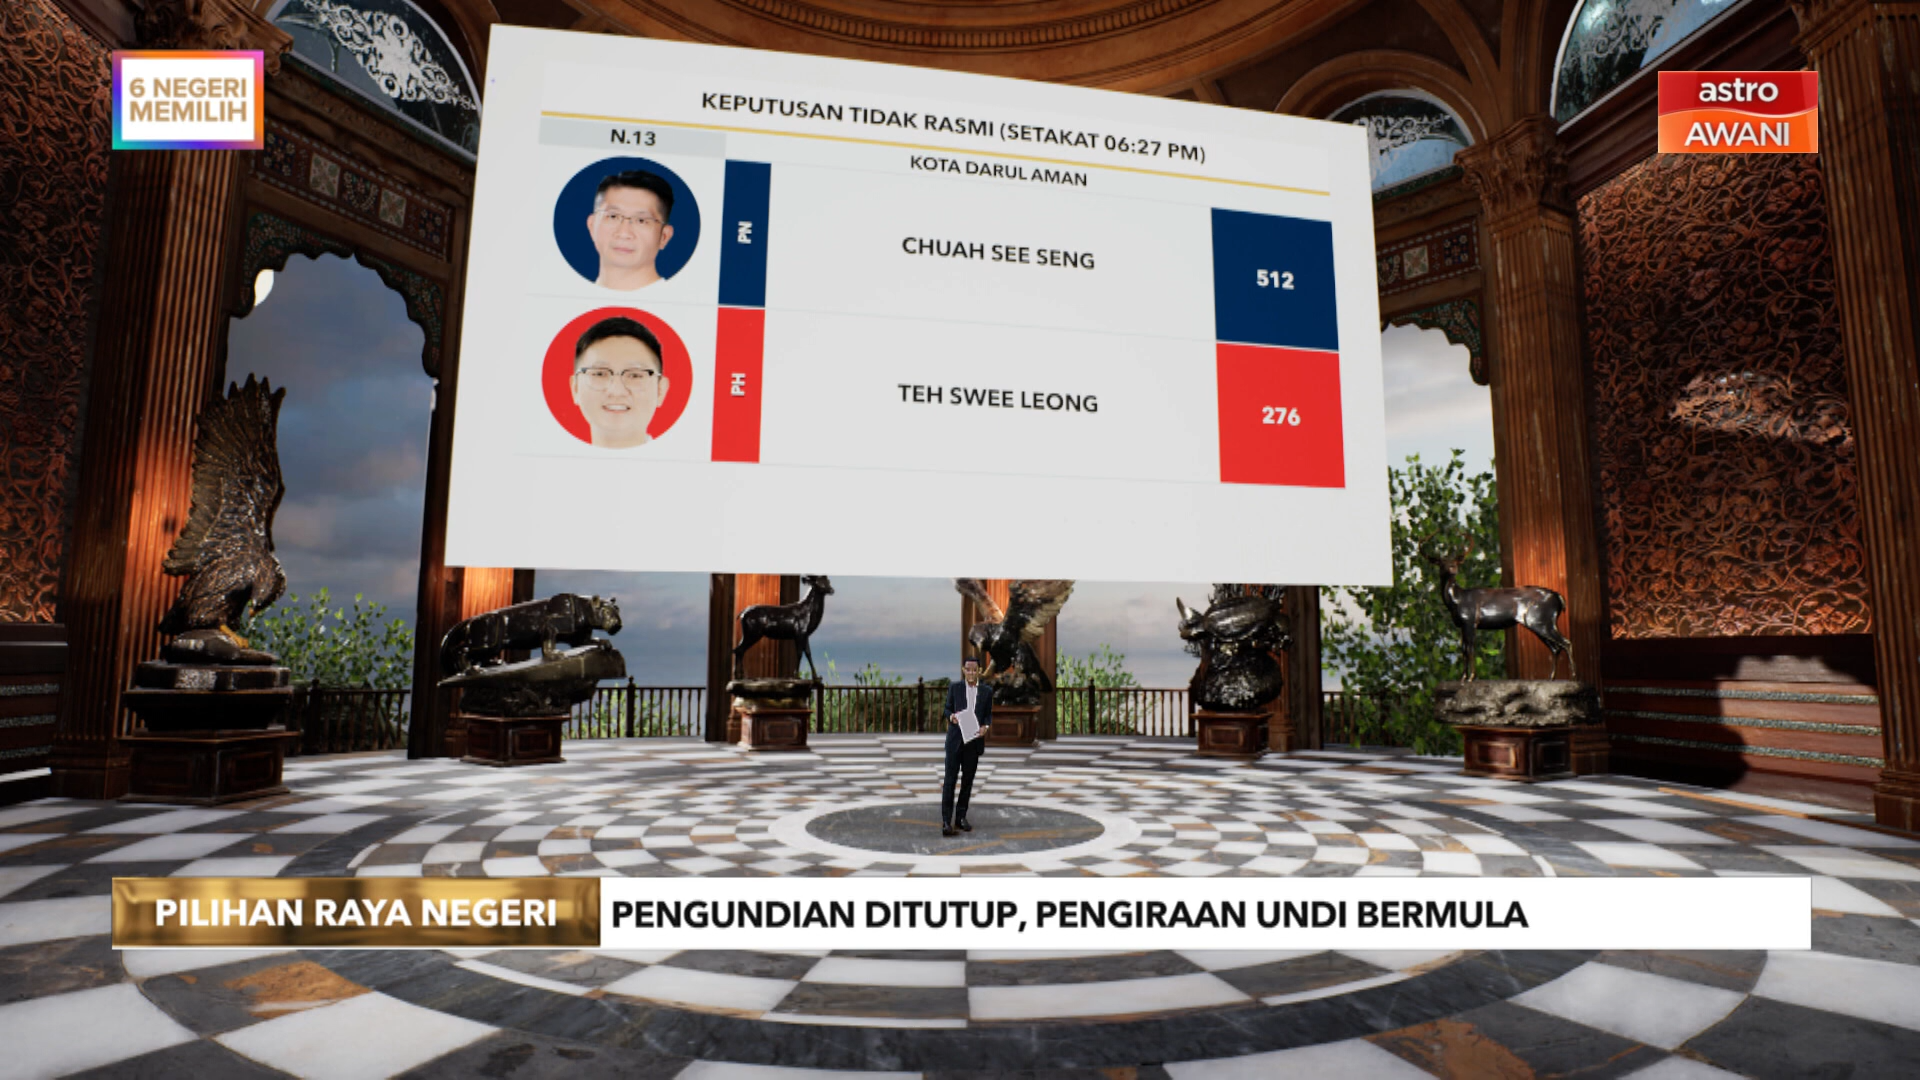 6 NEGERI
MEMILIH
astro
AWANI
KEPUTUSAN TIDAK RASMI (SETAKAT 06:27 PM)
N.13
KOTA DARUL AMAN
PN
CHUAH SEE SENG
512
PH
TEH SWEE LEONG
276
PILIHAN RAYA NEGERI
PENGUNDIAN DITUTUP, PENGIRAAN UNDI BERMULA